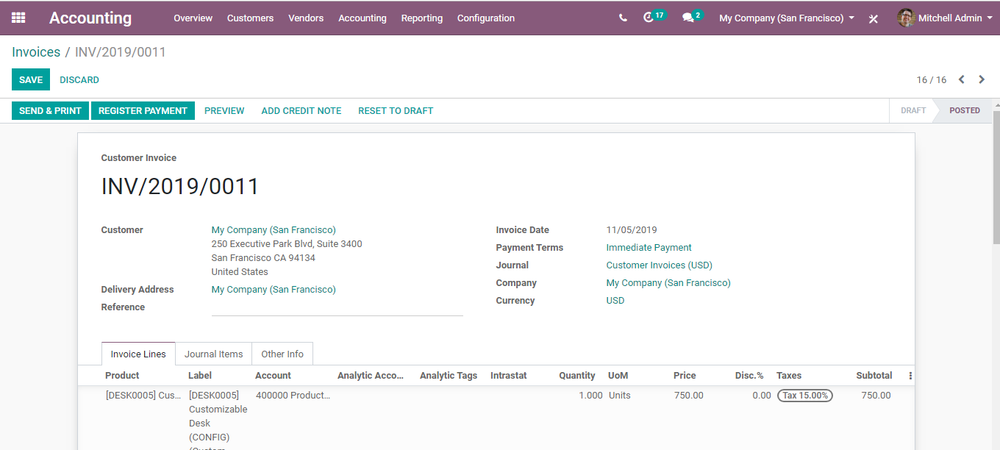 Accounting Overview Customers Vendors Accounting Reporting Configuration 17 2 My Company (San Francisco) Mitchell Admin
Invoices / INV/2019/0011
SAVE DISCARD 16 / 16
SEND & PRINT REGISTER PAYMENT PREVIEW ADD CREDIT NOTE RESET TO DRAFT DRAFT POSTED
Customer Invoice
INV/2019/0011
Customer My Company (San Francisco) Invoice Date 11/05/2019
250 Executive Park Blvd, Suite 3400 Payment Terms Immediate Payment
San Francisco CA 94134 Journal Customer Invoices (USD)
United States Company My Company (San Francisco)
Delivery Address My Company (San Francisco) Currency USD
Reference
Invoice Lines Journal Items Other Info
Product Label Account Analytic Acco... Analytic Tags Intrastat Quantity UoM Price Disc.% Taxes Subtotal
[DESK0005] Cus... [DESK0005] 400000 Product... 1.000 Units 750.00 0.00 Tax 15.00% 750.00
Customizable
Desk
(CONFIG)
(Custom